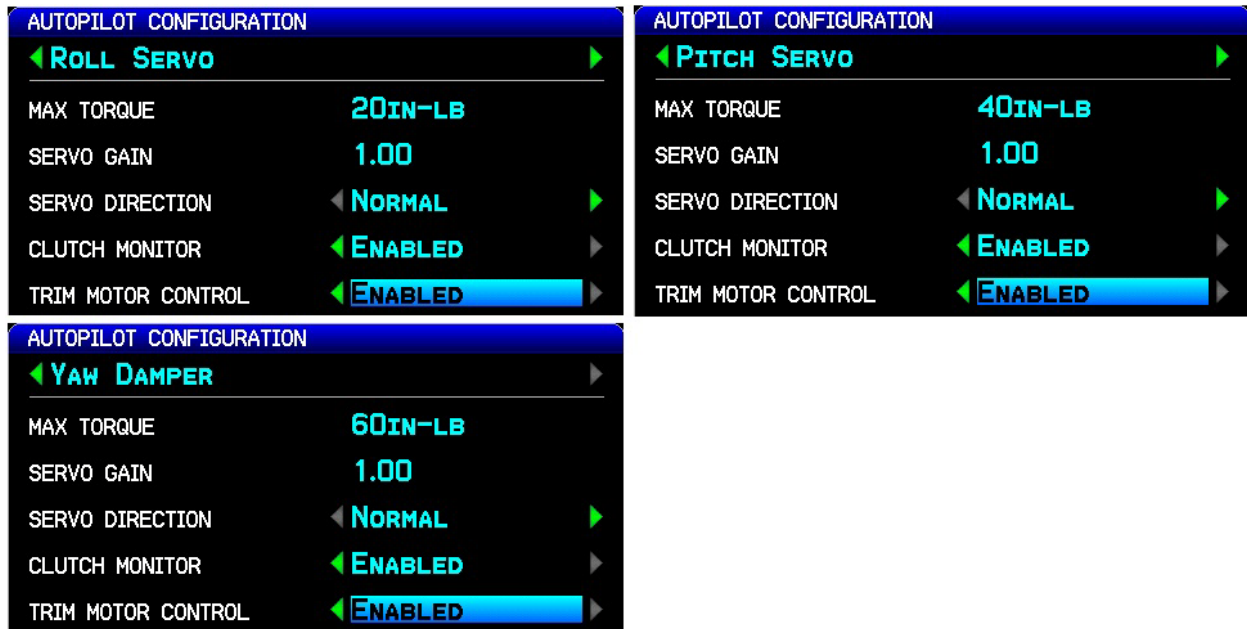 AUTOPILOT CONFIGURATION
ROLL SERVO
MAX TORQUE 20IN-LB
SERVO GAIN 1.00
SERVO DIRECTION NORMAL
CLUTCH MONITOR ENABLED
TRIM MOTOR CONTROL ENABLED
AUTOPILOT CONFIGURATION
PITCH SERVO
MAX TORQUE 40IN-LB
SERVO GAIN 1.00
SERVO DIRECTION NORMAL
CLUTCH MONITOR ENABLED
TRIM MOTOR CONTROL ENABLED
AUTOPILOT CONFIGURATION
YAW DAMPER
MAX TORQUE 60IN-LB
SERVO GAIN 1.00
SERVO DIRECTION NORMAL
CLUTCH MONITOR ENABLED
TRIM MOTOR CONTROL ENABLED